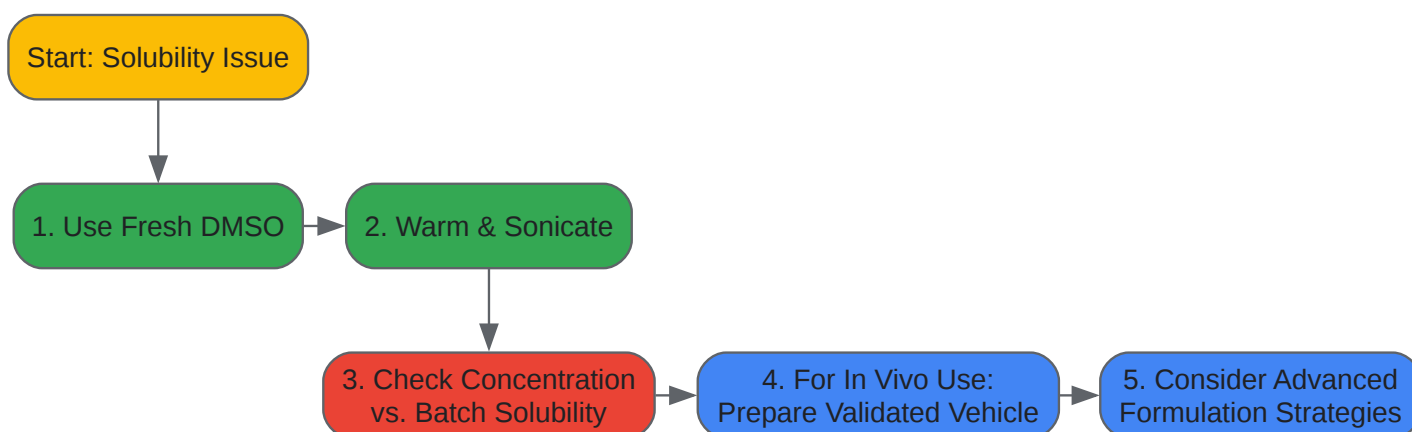 Start: Solubility Issue
1. Use Fresh DMSO
2. Warm & Sonicate
3. Check Concentration
vs. Batch Solubility
4. For In Vivo Use:
Prepare Validated Vehicle
5. Consider Advanced
Formulation Strategies